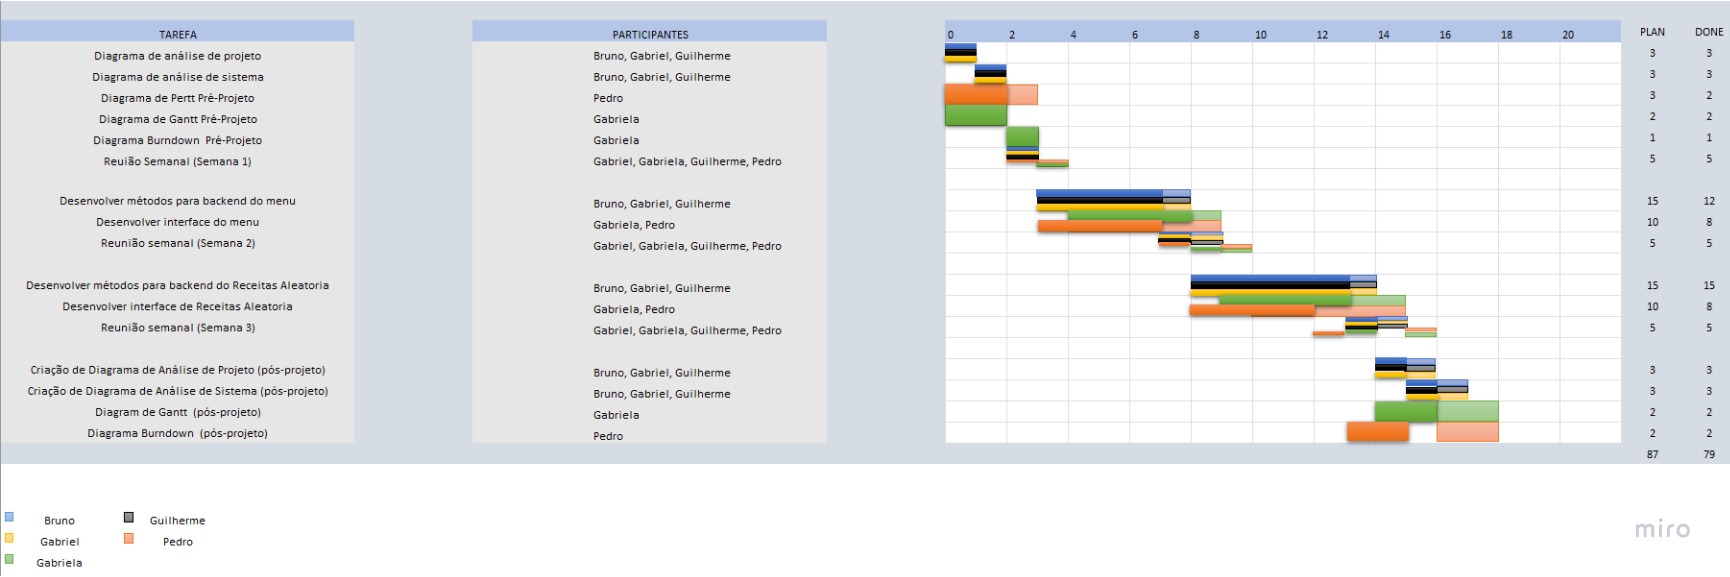 TAREFA PARTICIPANTES 0 2 4 6 8 10 12 14 16 18 20 PLAN DONE
Diagrama de análise de projeto Bruno, Gabriel, Guilherme 3 3
Diagrama de análise de sistema Bruno, Gabriel, Guilherme 3 3
Diagrama de Pertt Pré-Projeto Pedro 3 2
Diagrama de Gantt Pré-Projeto Gabriela 2 2
Diagrama Burndown Pré-Projeto Gabriela 1 1
Reuião Semanal (Semana 1) Gabriel, Gabriela, Guilherme, Pedro 5 5
Desenvolver métodos para backend do menu Bruno, Gabriel, Guilherme 15 12
Desenvolver interface do menu Gabriela, Pedro 10 8
Reunião semanal (Semana 2) Gabriel, Gabriela, Guilherme, Pedro 5 5
Desenvolver métodos para backend do Receitas Aleatoria Bruno, Gabriel, Guilherme 15 15
Desenvolver interface de Receitas Aleatoria Gabriela, Pedro 10 8
Reunião semanal (Semana 3) Gabriel, Gabriela, Guilherme, Pedro 5 5
Criação de Diagrama de Análise de Projeto (pós-projeto) Bruno, Gabriel, Guilherme 3 3
Criação de Diagrama de Análise de Sistema (pós-projeto) Bruno, Gabriel, Guilherme 3 3
Diagram de Gantt (pós-projeto) Gabriela 2 2
Diagrama Burndown (pós-projeto) Pedro 2 2
87 79
Bruno Guilherme
Gabriel Pedro
Gabriela
miro